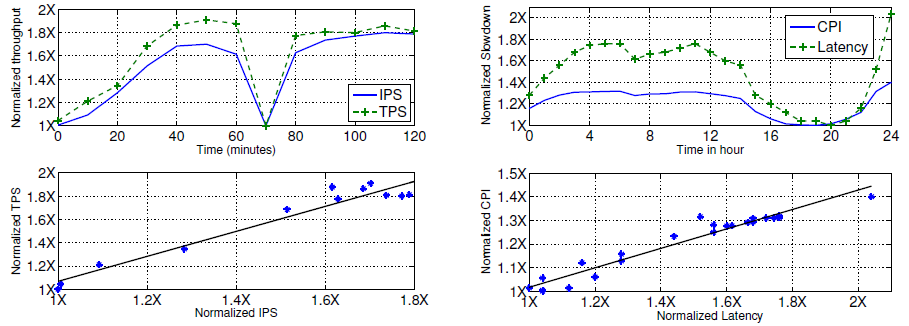 Normalized throughput
2X
1.8X
1.6X
1.4X
1.2X
1X
0 20 40 60 80 100 120
Time (minutes)
IPS
TPS
Normalized Slowdown
2X
1.8X
1.6X
1.4X
1.2X
1X
0 4 8 12 16 20 24
Time in hour
CPI
Latency
Normalized TPS
2X
1.8X
1.6X
1.4X
1.2X
1X
1X 1.2X 1.4X 1.6X 1.8X
Normalized IPS
Normalized CPI
1.5X
1.4X
1.3X
1.2X
1.1X
1X
1X 1.2X 1.4X 1.6X 1.8X 2X
Normalized Latency